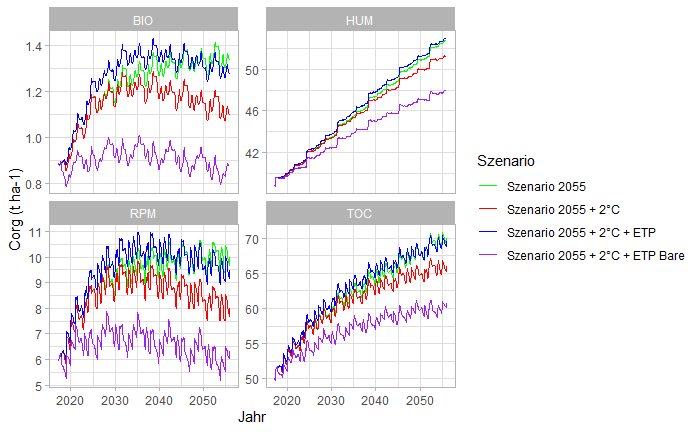 BIO
HUM
1.4
1.2
1.0
0.8
50
46
42
Corg (t ha-1)
RPM
TOC
11
10
9
8
7
6
5
70
65
60
55
50
2020
2030
2040
2050
2020
2030
2040
2050
Jahr
Szenario
Szenario 2055
Szenario 2055 + 2°C
Szenario 2055 + 2°C + ETP
Szenario 2055 + 2°C + ETP Bare